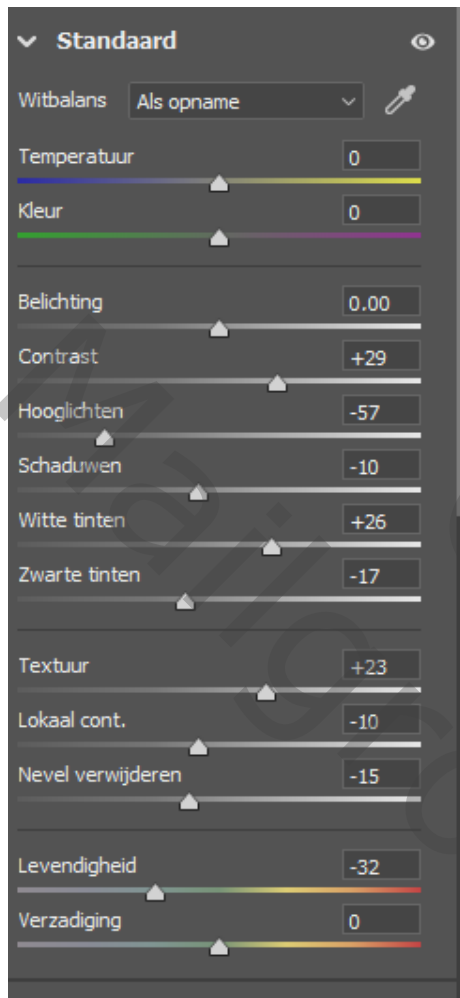 Standaard
Witbalans Als opname
Temperatuur 0
Kleur 0
Belichting 0.00
Contrast +29
Hooglichten -57
Schaduwen -10
Witte tinten +26
Zwarte tinten -17
Textuur +23
Lokaal cont. -10
Nevel verwijderen -15
Levendigheid -32
Verzadiging 0